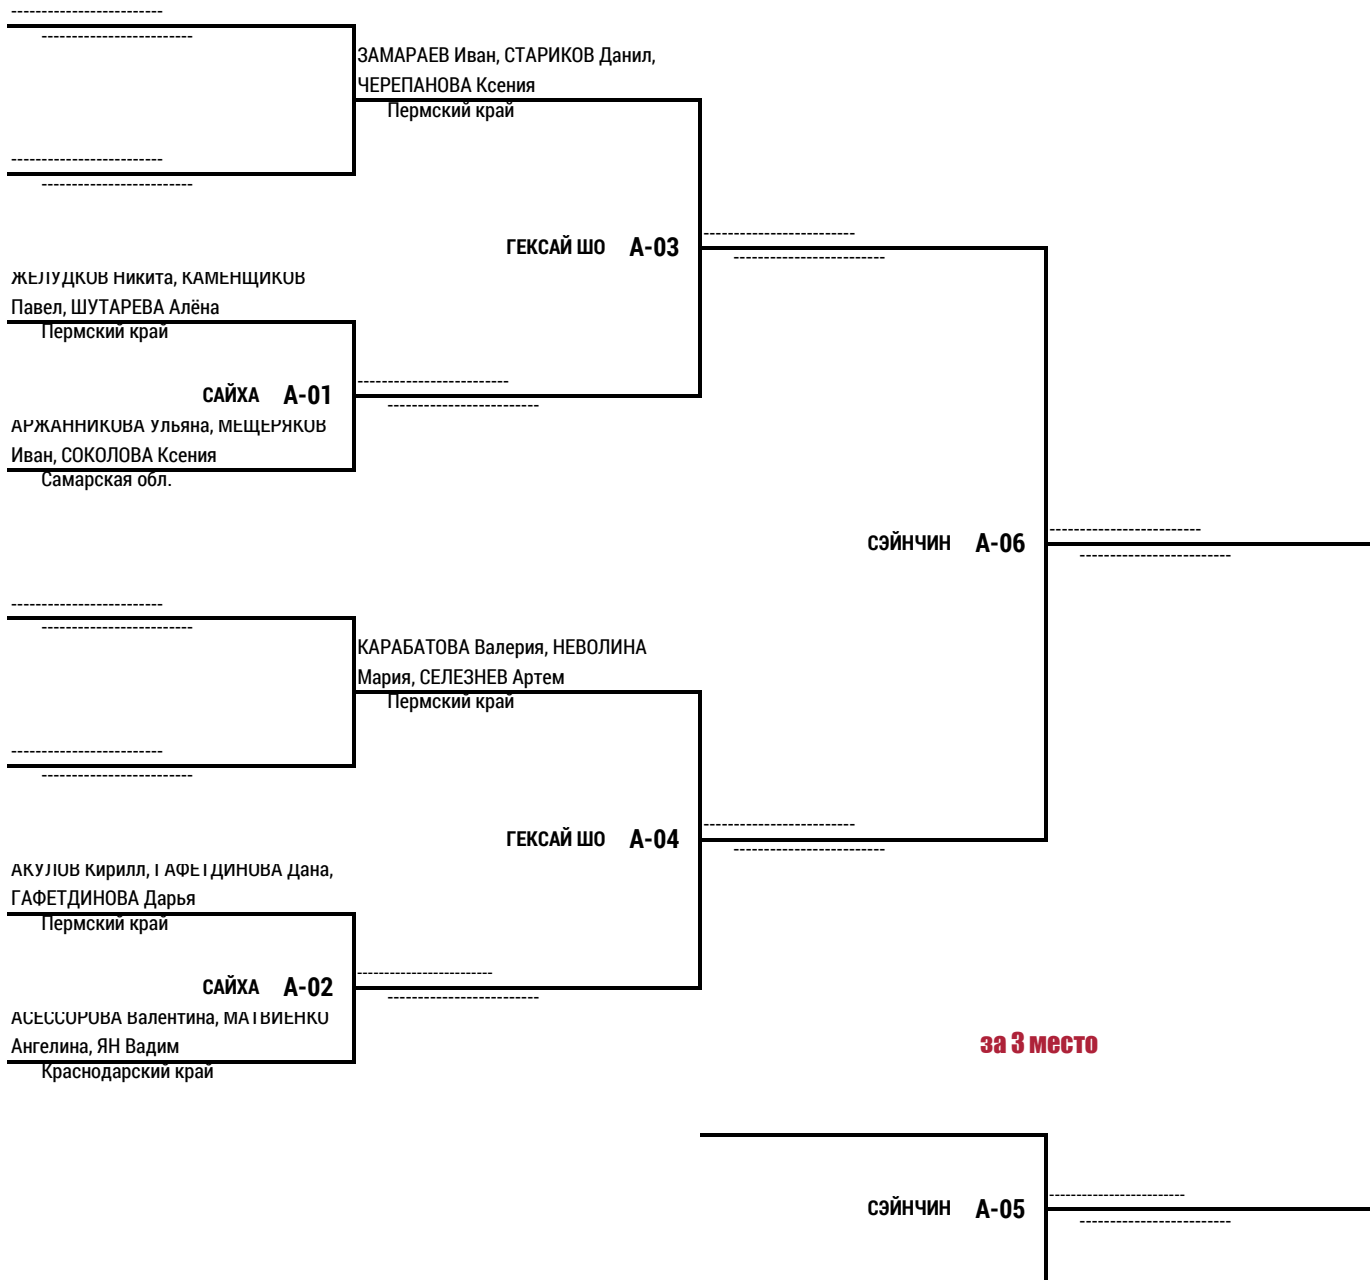 -------------------------
-------------------------
ЗАМАРАЕВ Иван, СТАРИКОВ Данил,
ЧЕРЕПАНОВА Ксения
Пермский край
-------------------------
-------------------------
ГЕКСАЙ ШО A-03
-------------------------
-------------------------
ЖЕЛУДКОВ Никита, КАМЕНЩИКОВ
Павел, ШУТАРЕВА Алёна
Пермский край
САЙХА A-01
-------------------------
-------------------------
АРЖАННИКОВА Ульяна, МЕЩЕРЯКОВ
Иван, СОКОЛОВА Ксения
Самарская обл.
СЭЙНЧИН A-06
-------------------------
-------------------------
-------------------------
-------------------------
КАРАБАТОВА Валерия, НЕВОЛИНА
Мария, СЕЛЕЗНЕВ Артем
Пермский край
-------------------------
-------------------------
ГЕКСАЙ ШО A-04
-------------------------
-------------------------
АКУЛОВ Кирилл, ГАФЕТДИНОВА Дана,
ГАФЕТДИНОВА Дарья
Пермский край
САЙХА A-02
-------------------------
-------------------------
АСЕССОРОВА Валентина, МАТВИЕНКО
Ангелина, ЯН Вадим
Краснодарский край
за 3 место
СЭЙНЧИН A-05
-------------------------
-------------------------